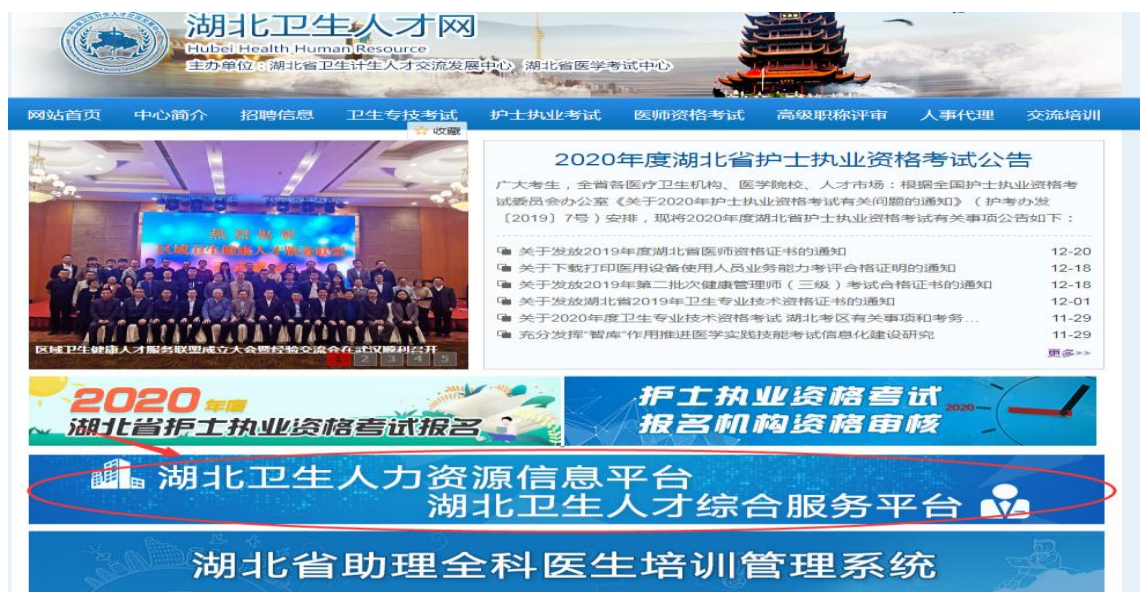 湖北卫生人才网
Hubei Health Human Resource
主办单位：湖北省卫生计生人才交流发展中心 湖北省医学考试中心
网站首页 中心简介 招聘信息 卫生专技考试 护士执业考试 医师资格考试 高级职称评审 人事代理 交流培训
收藏
2020年度湖北省护士执业资格考试公告
广大考生，全省各医疗卫生机构、医学院校、人才市场：根据全国护士执业资格考
试委员会办公室《关于2020年护士执业资格考试有关问题的通知》（护考办发
〔2019〕7号）安排，现将2020年度湖北省护士执业资格考试有关事项公告如下：
关于发放2019年度湖北省医师资格证书的通知 12-20
关于下载打印医用设备使用人员业务能力考评合格证明的通知 12-18
关于发放2019年第二批次健康管理师（三级）考试合格证书的通知 12-18
关于发放湖北省2019年卫生专业技术资格证书的通知 12-01
关于2020年度卫生专业技术资格考试 湖北考区有关事项和考务... 11-29
充分发挥“智库”作用推进医学实践技能考试信息化建设研究 11-29
更多>>
热烈祝贺
区域卫生健康人才服务联盟
区域卫生健康人才服务联盟成立大会暨经验交流会在武汉顺利召开
1 2 3 4 5
2020年度
湖北省护士执业资格考试报名
护士执业资格考试
报名机构资格审核
2020
湖北卫生人力资源信息平台
湖北卫生人才综合服务平台
湖北省助理全科医生培训管理系统